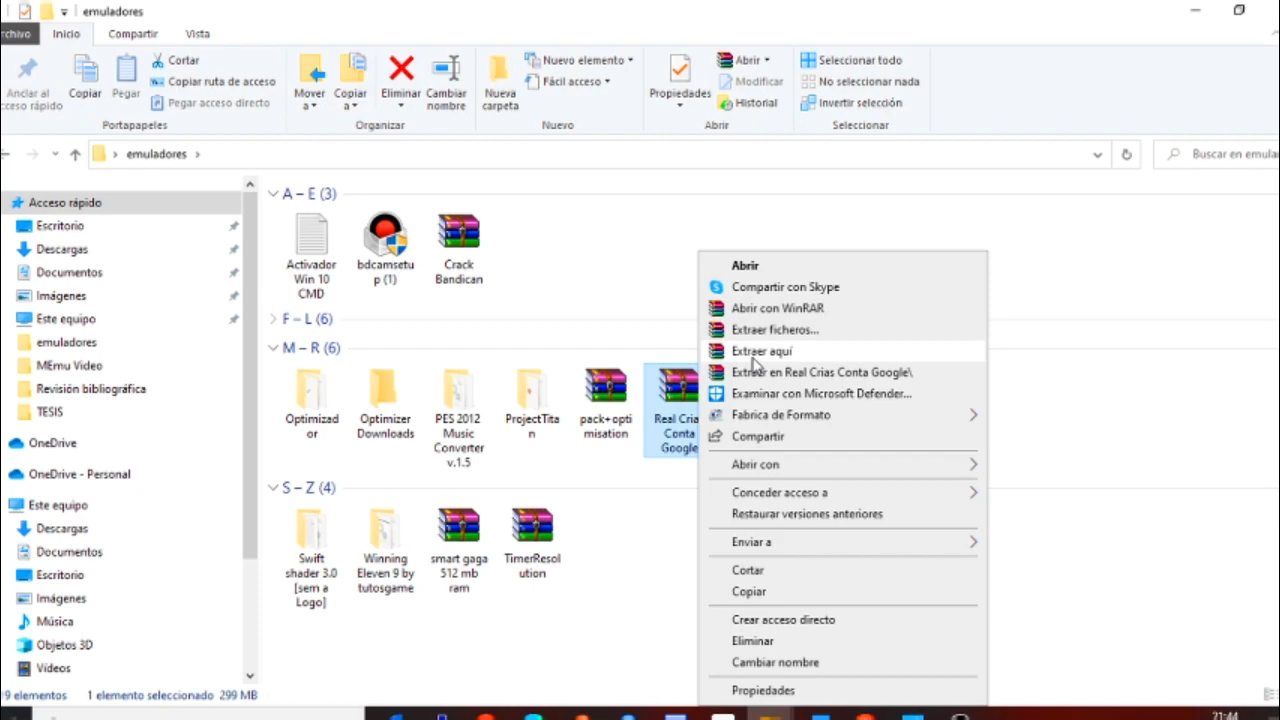 emuladores
rchivo Inicio Compartir Vista
Anclar al
cceso rápido
Copiar
Pegar
Cortar
Copiar ruta de acceso
Pegar acceso directo
Portapapeles
Mover
a
Copiar
a
Eliminar
Cambiar
nombre
Organizar
Nueva
carpeta
Nuevo elemento
Fácil acceso
Nuevo
Propiedades
Abrir
Modificar
Historial
Abrir
Seleccionar todo
No seleccionar nada
Invertir selección
Seleccionar
emuladores
Buscar en emula
Acceso rápido
Escritorio
Descargas
Documentos
Imágenes
Este equipo
emuladores
MEmu Video
Revisión bibliográfica
TESIS
OneDrive
OneDrive - Personal
Este equipo
Descargas
Documentos
Escritorio
Imágenes
Música
Objetos 3D
Vídeos
A – E (3)
Activador
Win 10
CMD
bdcamsetu
p (1)
Crack
Bandican
F – L (6)
M – R (6)
Optimizad
or
Optimizer
Downloads
PES 2012
Music
Converter
v.1.5
ProjectTita
n
pack+opti
misation
Real Cria
Conta
Google
S – Z (4)
Swift
shader 3.0
[sem a
Logo]
Winning
Eleven 9 by
tutosgame
smart gaga
512 mb
ram
TimerResol
ution
Abrir
Compartir con Skype
Abrir con WinRAR
Extraer ficheros...
Extraer aquí
Extraer en Real Crias Conta Google\
Examinar con Microsoft Defender...
Fabrica de Formato
Compartir
Abrir con
Conceder acceso a
Restaurar versiones anteriores
Enviar a
Cortar
Copiar
Crear acceso directo
Eliminar
Cambiar nombre
Propiedades
9 elementos 1 elemento seleccionado 299 MB
21:44